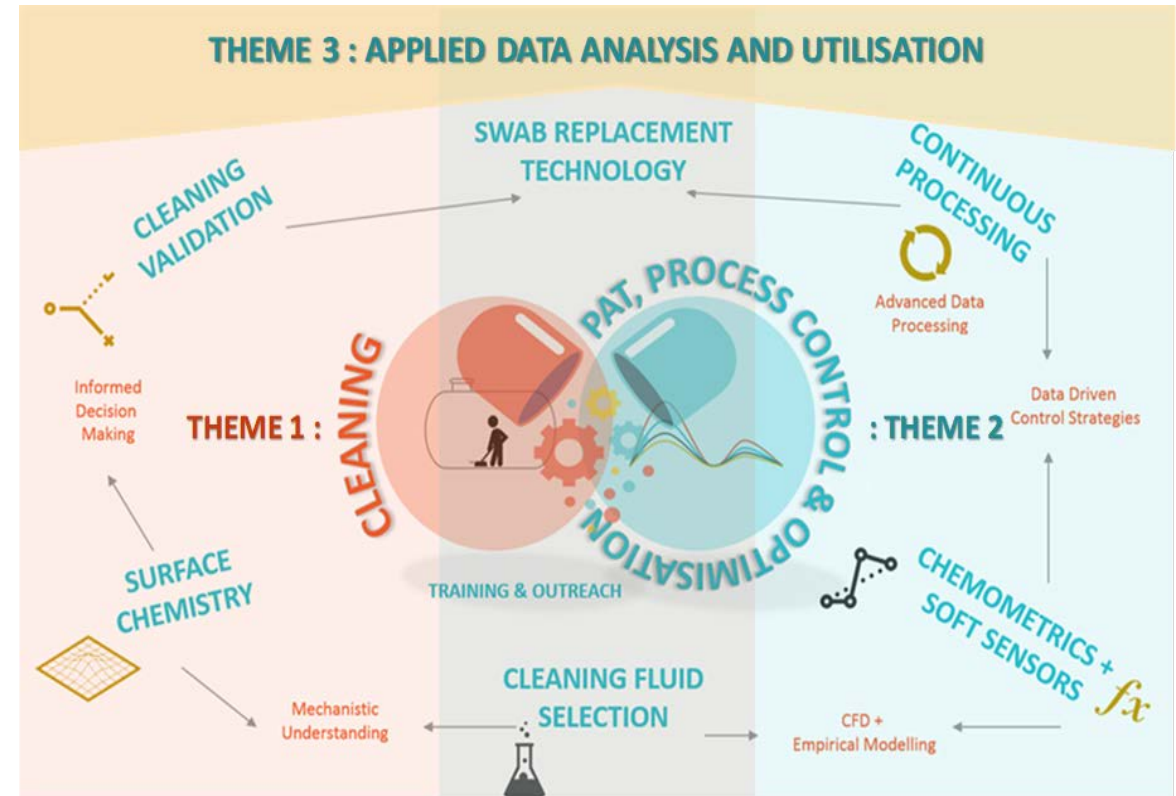 THEME 3 : APPLIED DATA ANALYSIS AND UTILISATION
SWAB REPLACEMENT
TECHNOLOGY
CLEANING
VALIDATION
CONTINUOUS
PROCESSING
Advanced Data
Processing
Informed
Decision
Making
THEME 1 :
CLEANING
PAT, PROCESS CONTROL & OPTIMISATION
: THEME 2
Data Driven
Control Strategies
SURFACE
CHEMISTRY
TRAINING & OUTREACH
CHEMOMETRICS +
SOFT SENSORS
fx
CLEANING FLUID
SELECTION
Mechanistic
Understanding
CFD +
Empirical Modelling